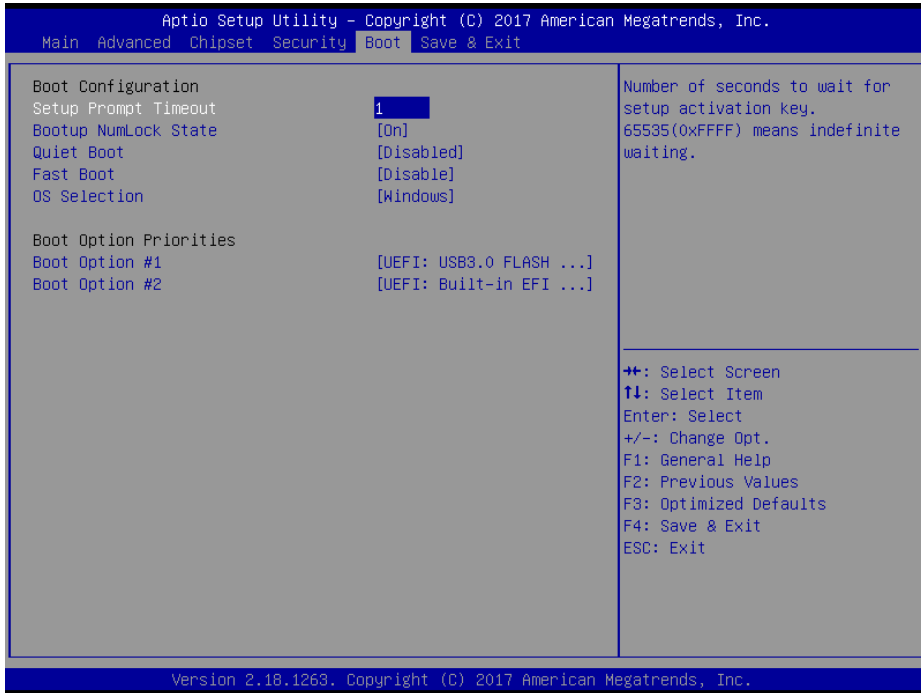 Aptio Setup Utility – Copyright (C) 2017 American Megatrends, Inc.
Main Advanced Chipset Security Boot Save & Exit
Boot Configuration
Setup Prompt Timeout 1
Bootup NumLock State [On]
Quiet Boot [Disabled]
Fast Boot [Disable]
OS Selection [Windows]
Boot Option Priorities
Boot Option #1 [UEFI: USB3.0 FLASH ...]
Boot Option #2 [UEFI: Built-in EFI ...]
Number of seconds to wait for
setup activation key.
65535(0xFFFF) means indefinite
waiting.
→←: Select Screen
↑↓: Select Item
Enter: Select
+/-: Change Opt.
F1: General Help
F2: Previous Values
F3: Optimized Defaults
F4: Save & Exit
ESC: Exit
Version 2.18.1263. Copyright (C) 2017 American Megatrends, Inc.